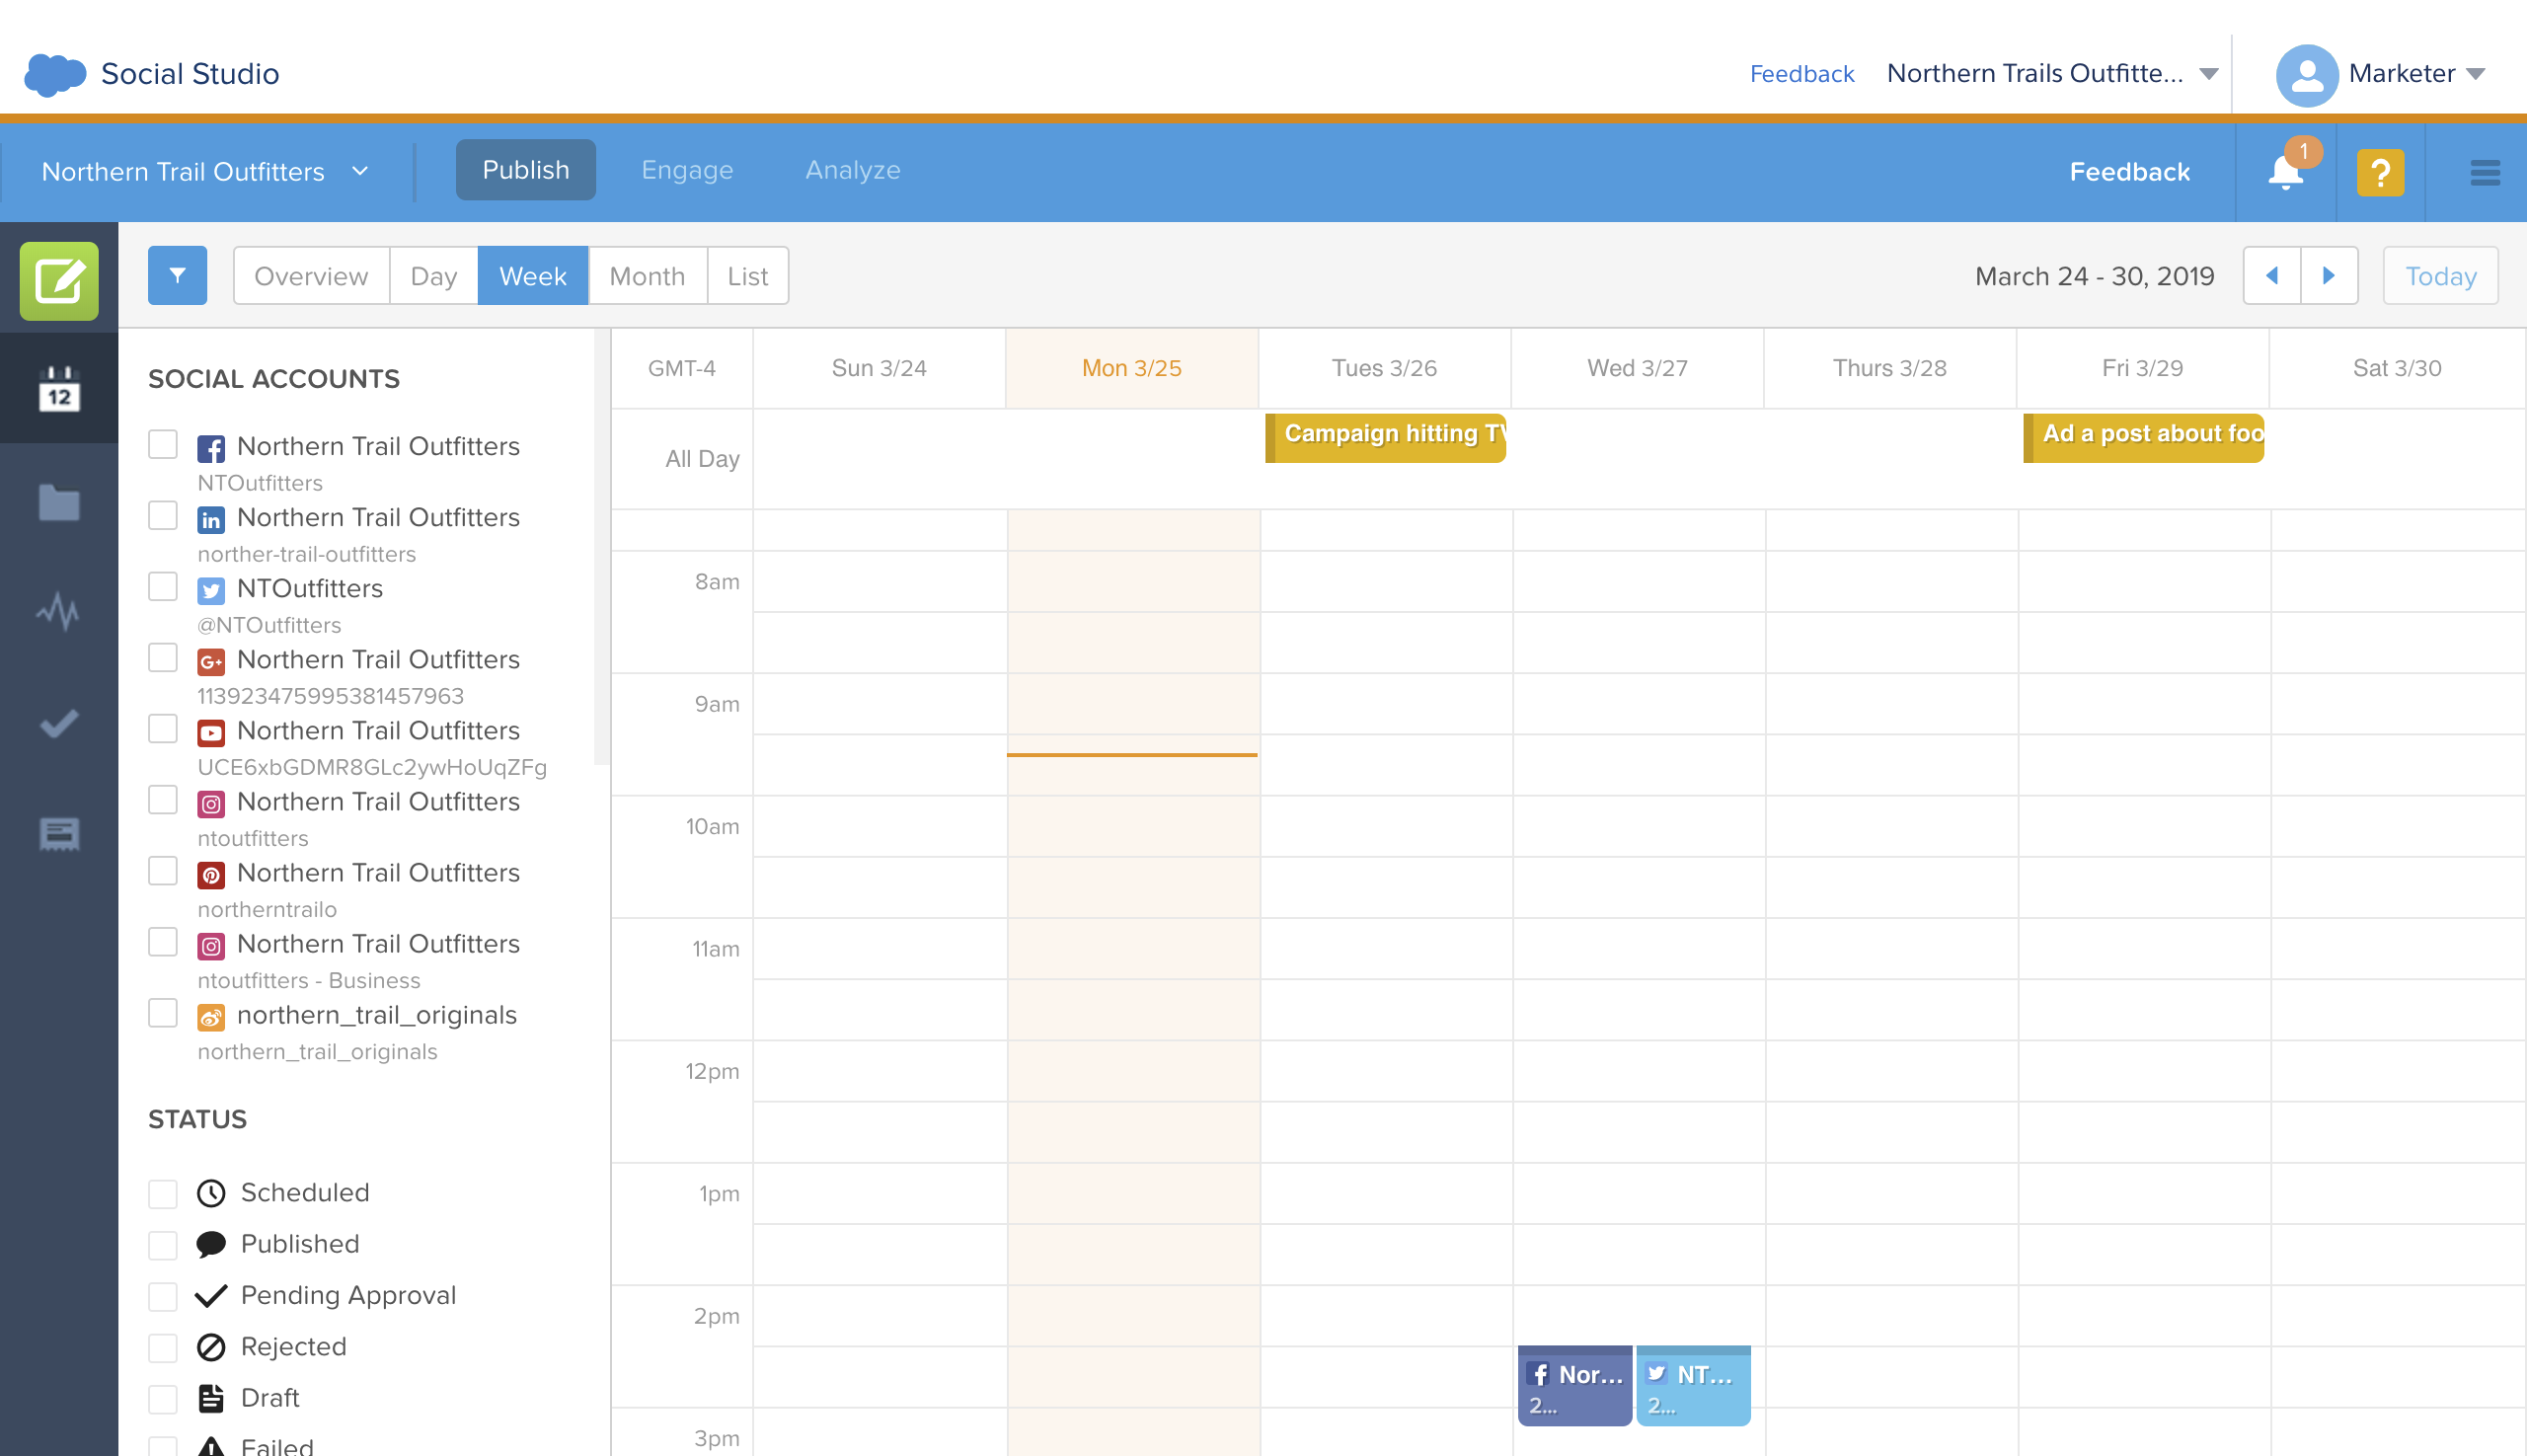 Social Studio
Feedback
Northern Trails Outfitte...
Marketer
Northern Trail Outfitters
Publish
Engage
Analyze
Feedback
1
?
Overview
Day
Week
Month
List
March 24 - 30, 2019
Today
12
SOCIAL ACCOUNTS
Northern Trail Outfitters
NTOutfitters
Northern Trail Outfitters
norther-trail-outfitters
NTOutfitters
@NTOutfitters
Northern Trail Outfitters
113923475995381457963
Northern Trail Outfitters
UCE6xbGDMR8GLc2ywHoUqZFg
Northern Trail Outfitters
ntoutfitters
Northern Trail Outfitters
northerntrailo
Northern Trail Outfitters
ntoutfitters - Business
northern_trail_originals
northern_trail_originals
STATUS
Scheduled
Published
Pending Approval
Rejected
Draft
Failed
GMT-4
Sun 3/24
Mon 3/25
Tues 3/26
Wed 3/27
Thurs 3/28
Fri 3/29
Sat 3/30
All Day
Campaign hitting TV
Ad a post about foo
8am
9am
10am
11am
12pm
1pm
2pm
Nor...
2...
NT...
2...
3pm